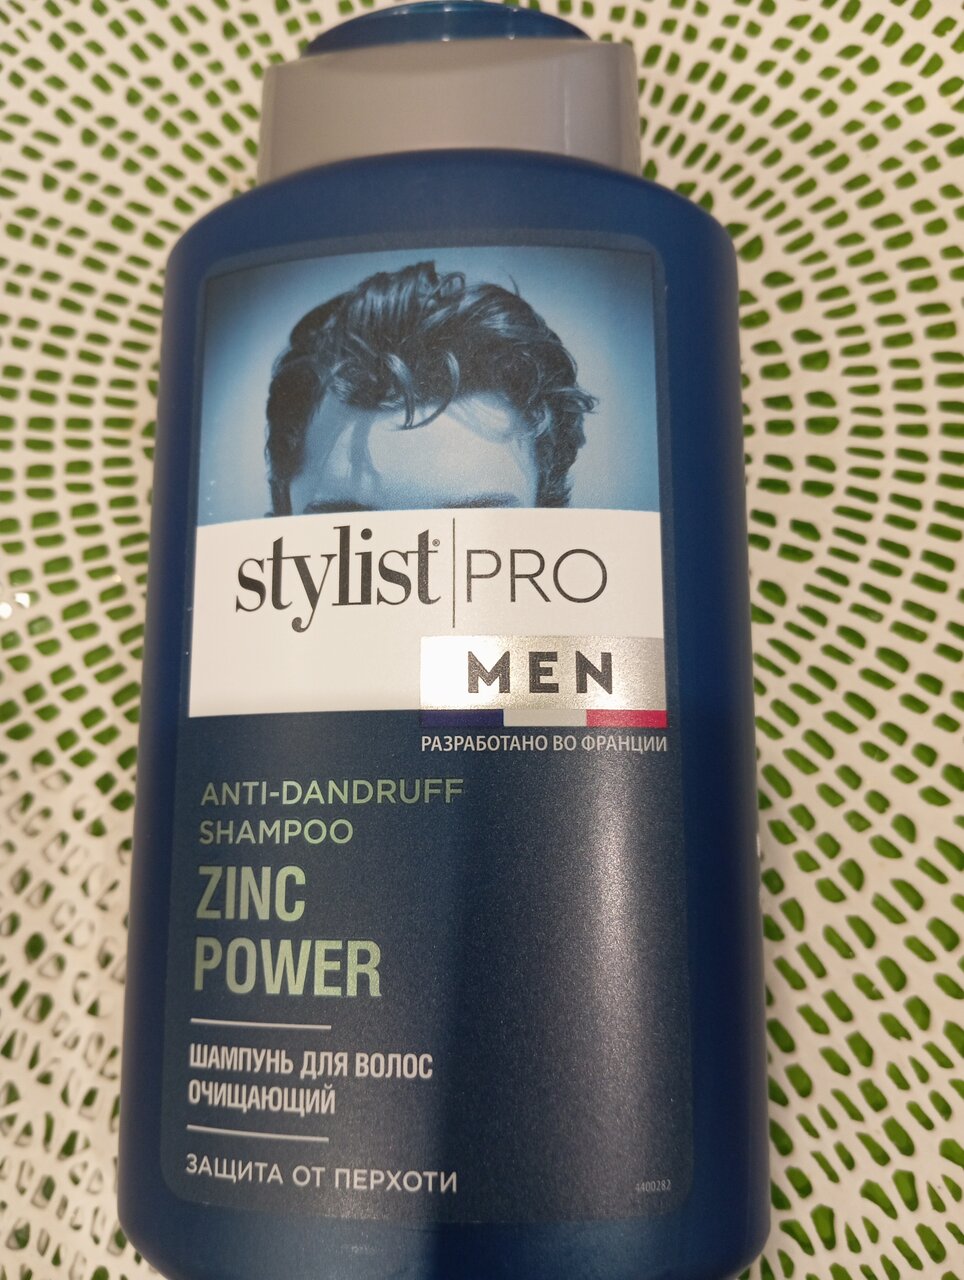 stylist® PRO
MEN
РАЗРАБОТАНО ВО ФРАНЦИИ
ANTI-DANDRUFF
SHAMPOO
ZINC
POWER
ШАМПУНЬ ДЛЯ ВОЛОС
ОЧИЩАЮЩИЙ
ЗАЩИТА ОТ ПЕРХОТИ
4400282